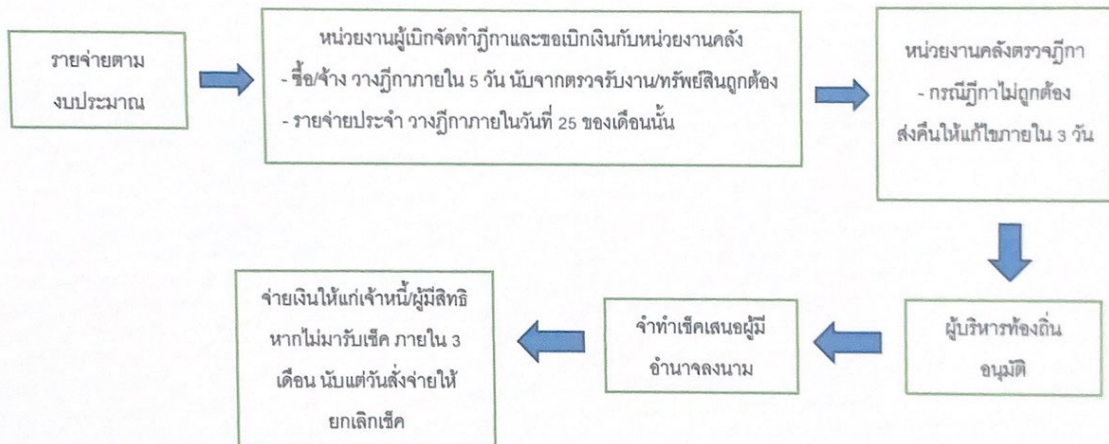 รายจ่ายตาม
งบประมาณ
หน่วยงานผู้เบิกจัดทำฎีกาและขอเบิกเงินกับหน่วยงานคลัง
- ซื้อ/จ้าง วางฎีกาภายใน 5 วัน นับจากตรวจรับงาน/ทรัพย์สินถูกต้อง
- รายจ่ายประจำ วางฎีกาภายในวันที่ 25 ของเดือนนั้น
หน่วยงานคลังตรวจฎีกา
- กรณีฎีกาไม่ถูกต้อง
ส่งคืนให้แก้ไขภายใน 3 วัน
ผู้บริหารท้องถิ่น
อนุมัติ
จำทำเช็คเสนอผู้มี
อำนาจลงนาม
จ่ายเงินให้แก่เจ้าหนี้/ผู้มีสิทธิ
หากไม่มารับเช็ค ภายใน 3
เดือน นับแต่วันสั่งจ่ายให้
ยกเลิกเช็ค